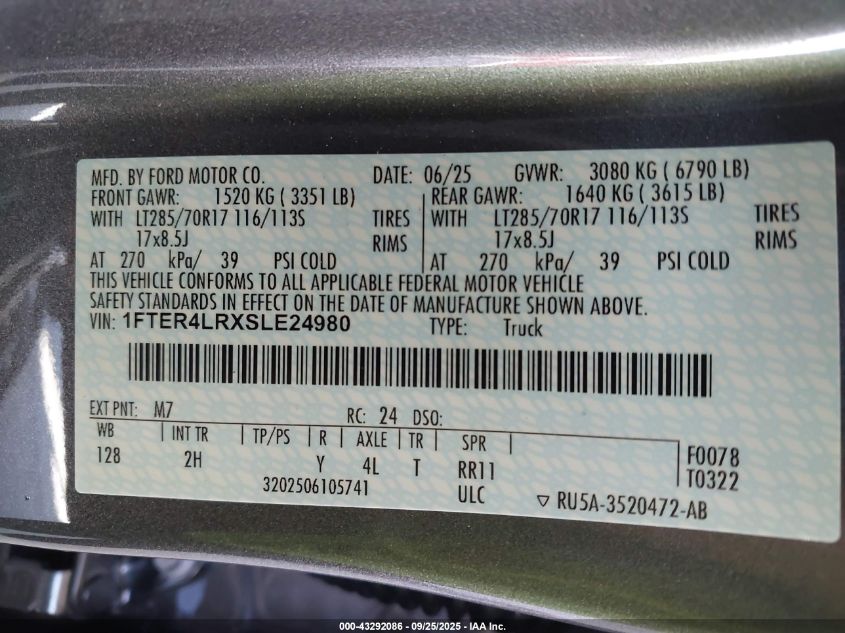 MFD. BY FORD MOTOR CO. DATE: 06/25 GVWR: 3080 KG ( 6790 LB)
FRONT GAWR: 1520 KG ( 3351 LB) REAR GAWR: 1640 KG ( 3615 LB)
WITH LT285/70R17 116/113S TIRES WITH LT285/70R17 116/113S TIRES
17x8.5J RIMS 17x8.5J RIMS
AT 270 kPa/ 39 PSI COLD AT 270 kPa/ 39 PSI COLD
THIS VEHICLE CONFORMS TO ALL APPLICABLE FEDERAL MOTOR VEHICLE
SAFETY STANDARDS IN EFFECT ON THE DATE OF MANUFACTURE SHOWN ABOVE.
VIN: 1FTER4LRXSLE24980 TYPE: Truck
EXT PNT: M7 RC: 24 DSO:
WB INT TR TP/PS R AXLE TR SPR
128 2H Y 4L T RR11 F0078
3202506105741 ULC T0322
RU5A-3520472-AB
000-43292086 - 09/25/2025 - IAA Inc.